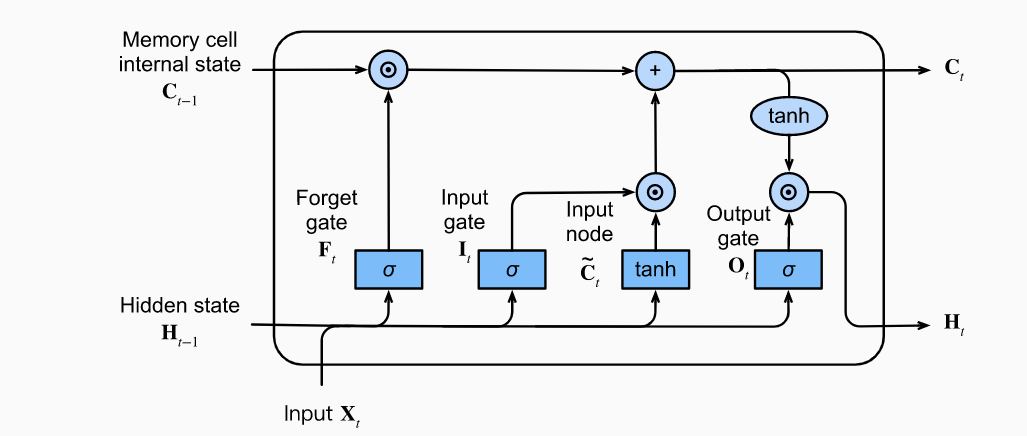 Memory cell
internal state
C_{t−1}
⊙
+
C_t
tanh
Forget
gate
F_t
Input
gate
I_t
Input
node
C̃_t
⊙
Output
gate
O_t
⊙
σ
σ
tanh
σ
Hidden state
H_{t−1}
H_t
Input X_t